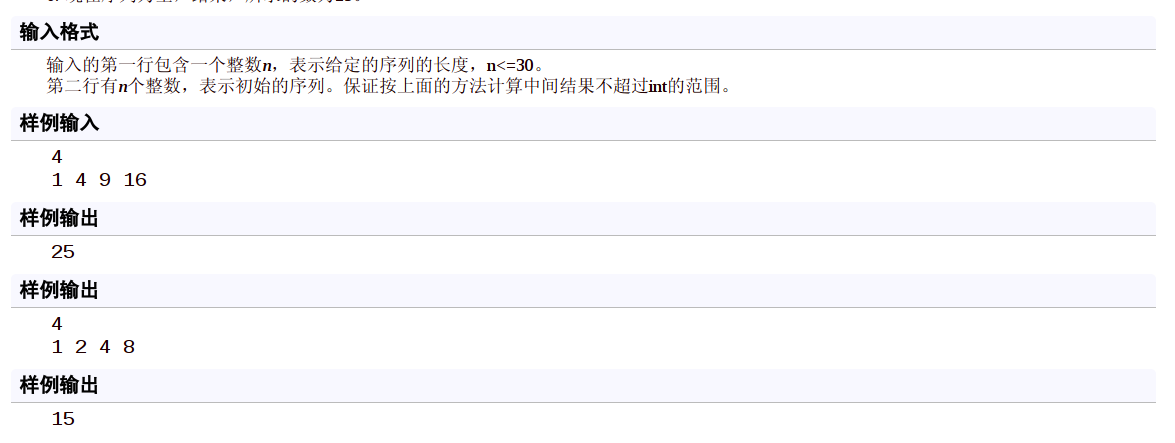 输入格式
输入的第一行包含一个整数n，表示给定的序列的长度，n<=30。
第二行有n个整数，表示初始的序列。保证按上面的方法计算中间结果不超过int的范围。
样例输入
4
1 4 9 16
样例输出
25
样例输出
4
1 2 4 8
样例输出
15